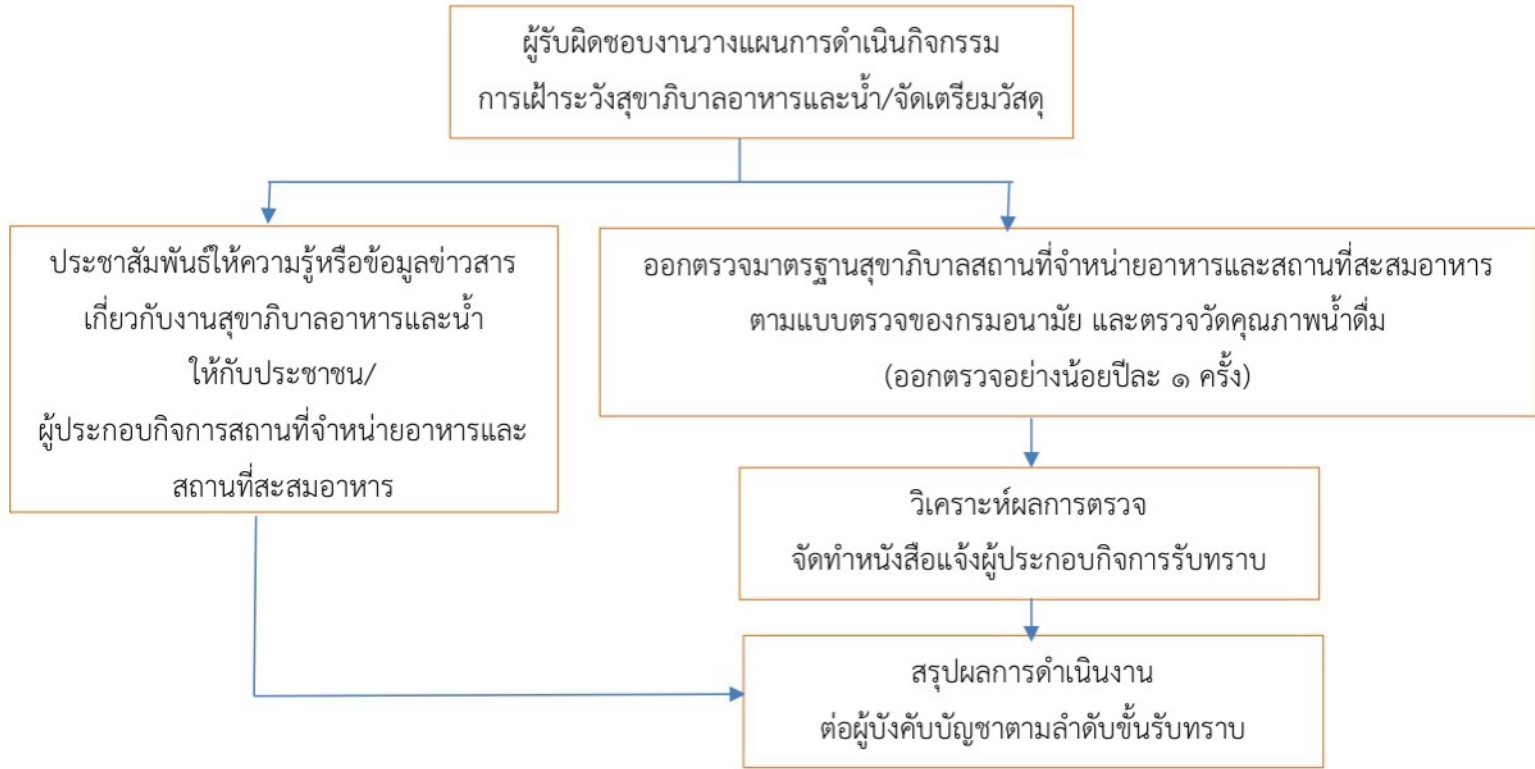 ผู้รับผิดชอบงานวางแผนการดำเนินกิจกรรม
การเฝ้าระวังสุขาภิบาลอาหารและน้ำ/จัดเตรียมวัสดุ
ประชาสัมพันธ์ให้ความรู้หรือข้อมูลข่าวสาร
เกี่ยวกับงานสุขาภิบาลอาหารและน้ำ
ให้กับประชาชน/
ผู้ประกอบกิจการสถานที่จำหน่ายอาหารและ
สถานที่สะสมอาหาร
ออกตรวจมาตรฐานสุขาภิบาลสถานที่จำหน่ายอาหารและสถานที่สะสมอาหาร
ตามแบบตรวจของกรมอนามัย และตรวจวัดคุณภาพน้ำดื่ม
(ออกตรวจอย่างน้อยปีละ ๑ ครั้ง)
วิเคราะห์ผลการตรวจ
จัดทำหนังสือแจ้งผู้ประกอบกิจการรับทราบ
สรุปผลการดำเนินงาน
ต่อผู้บังคับบัญชาตามลำดับขั้นรับทราบ